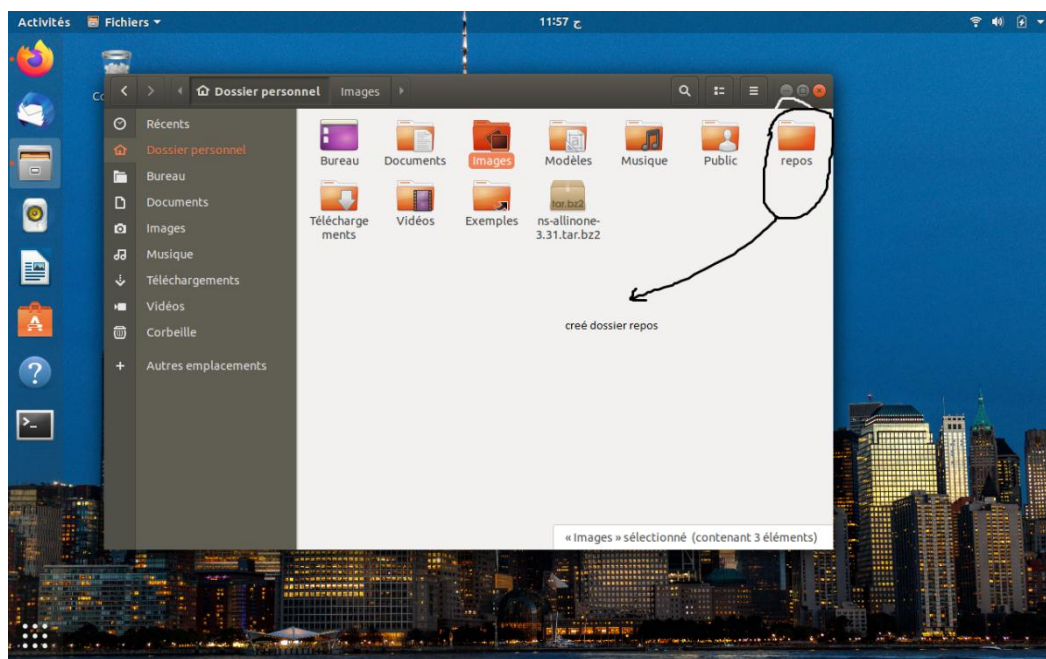 Activités Fichiers 11:57 ج
Dossier personnel Images
Récents
Dossier personnel
Bureau
Documents
Images
Musique
Téléchargements
Vidéos
Corbeille
Autres emplacements
Bureau Documents Images Modèles Musique Public repos
Télécharge
ments
Vidéos Exemples
tar.bz2
ns-allinone-
3.31.tar.bz2
creé dossier repos
« Images » sélectionné (contenant 3 éléments)